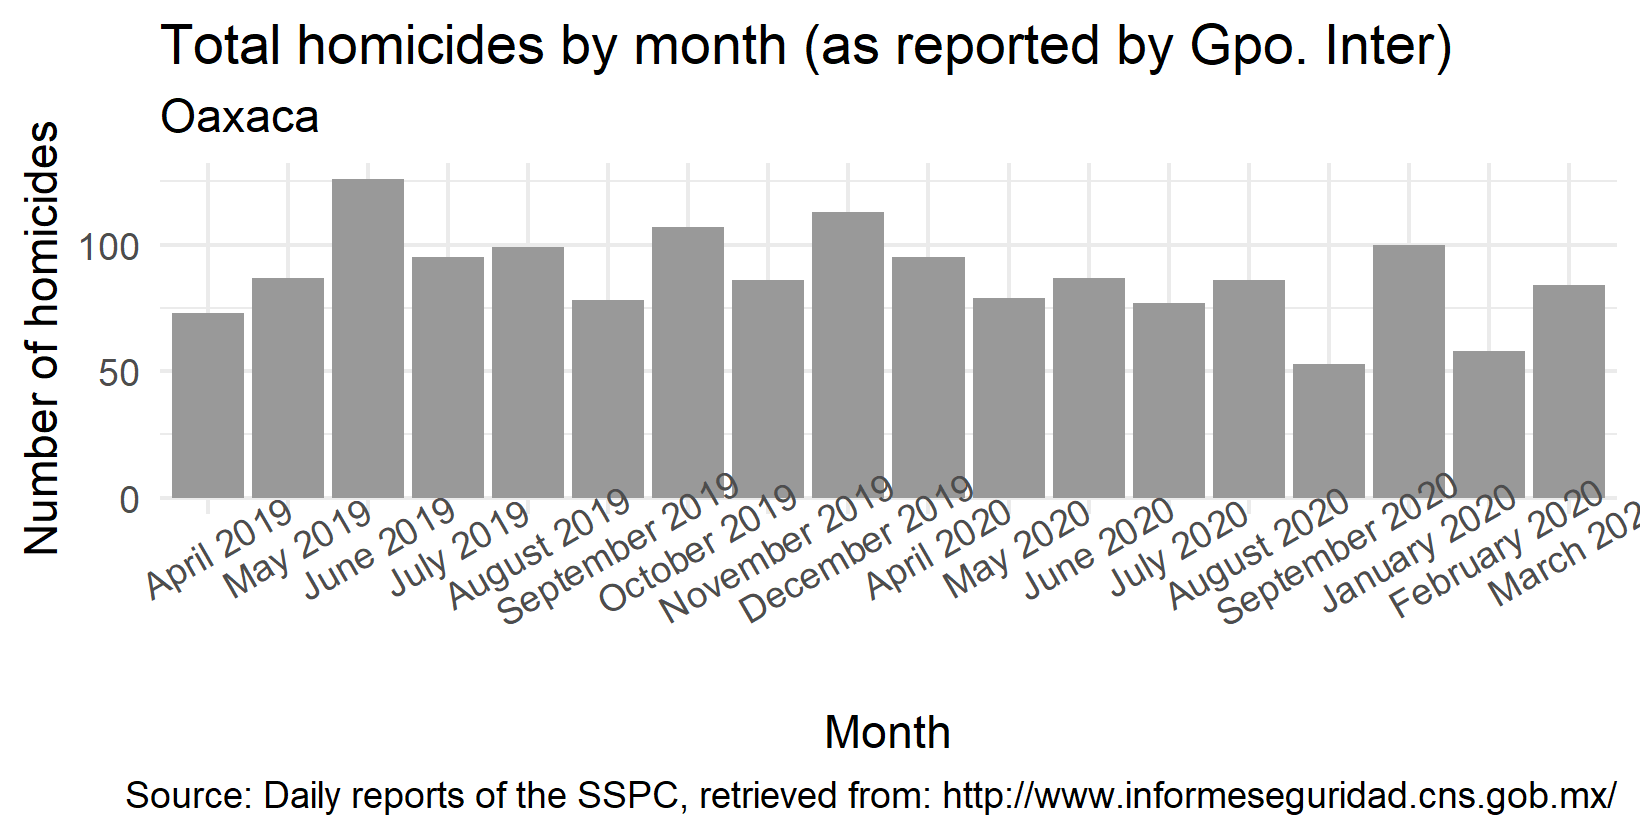 Total homicides by month (as reported by Gpo. Inter)
Oaxaca
Number of homicides
100
50
0
April 2019
May 2019
June 2019
July 2019
August 2019
September 2019
October 2019
November 2019
December 2019
April 2020
May 2020
June 2020
July 2020
August 2020
September 2020
January 2020
February 2020
March 202
Month
Source: Daily reports of the SSPC, retrieved from: http://www.informeseguridad.cns.gob.mx/